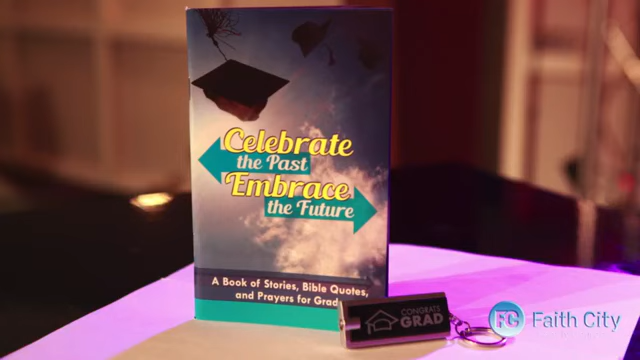 Celebrate
the Past
Embrace
the Future
A Book of Stories, Bible Quotes,
and Prayers for Grad
CONGRATS
GRAD
FC Faith City